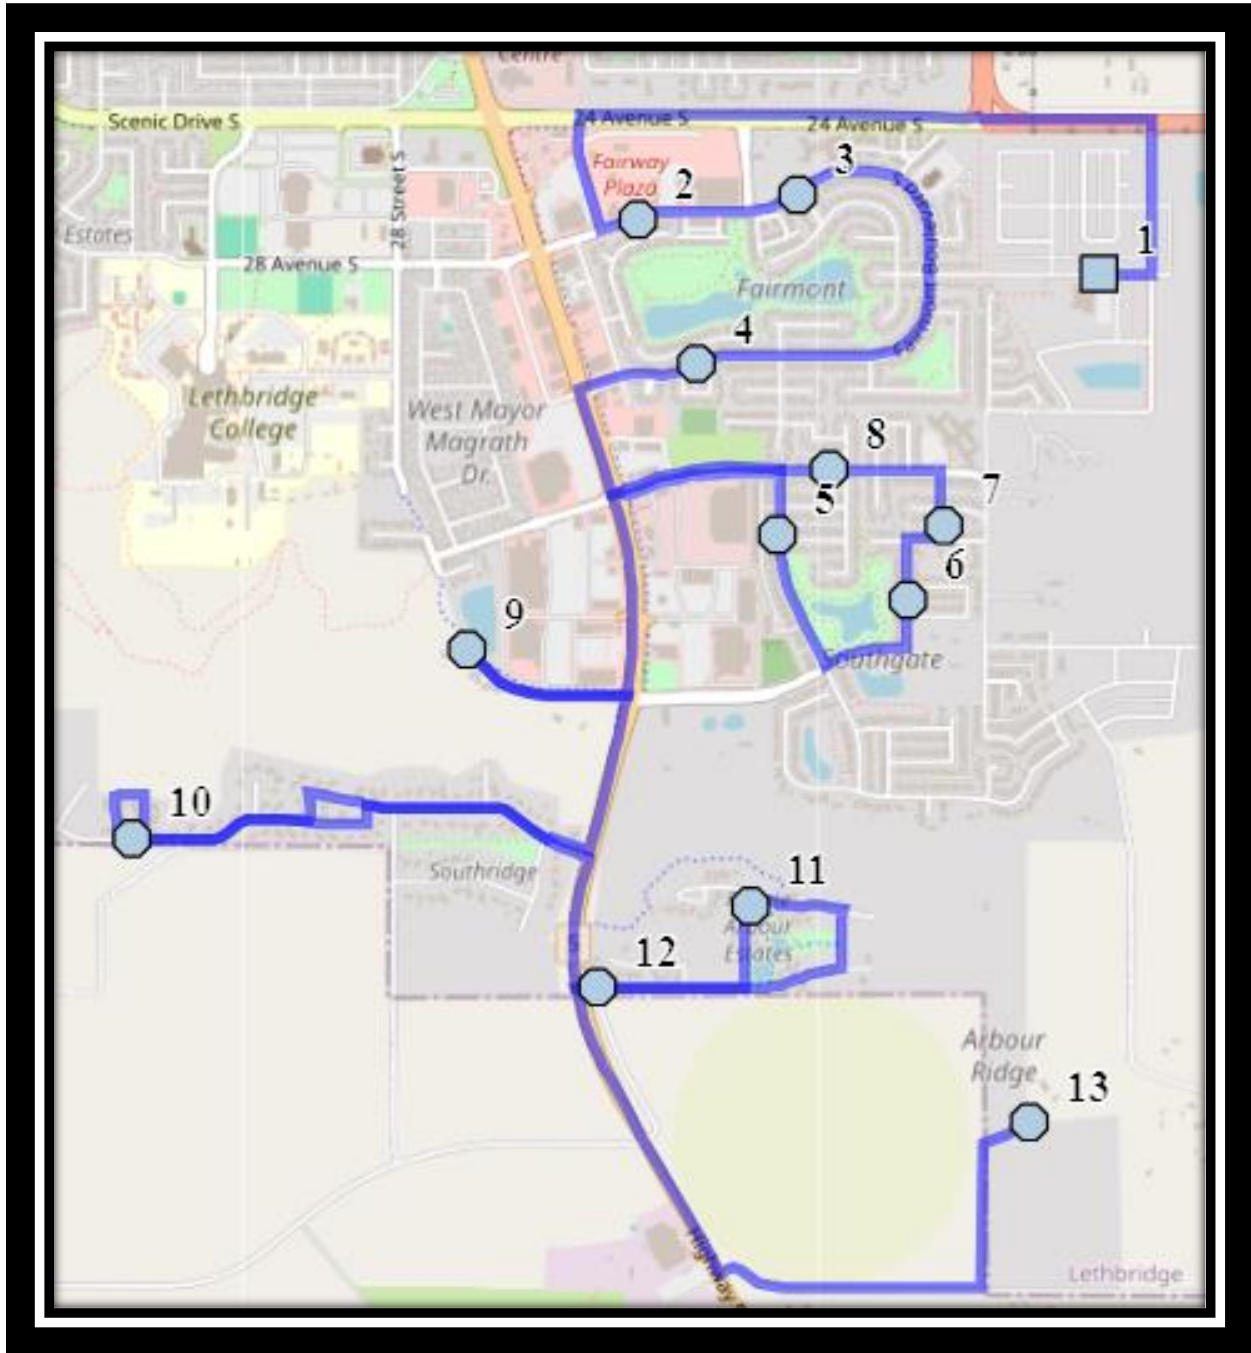 Centre
Scenic Drive S
24 Avenue S
24 Avenue S
28 Street S
Fairway
Plaza
2
3
Estates
28 Avenue S
1
Fairmont
4
Lethbridge
College
West Mayor
Magrath
Dr.
8
5
7
6
9
Southgate
10
Southridge
11
Arbour
Estates
12
Arbour
Ridge
13
Highway
Lethbridge